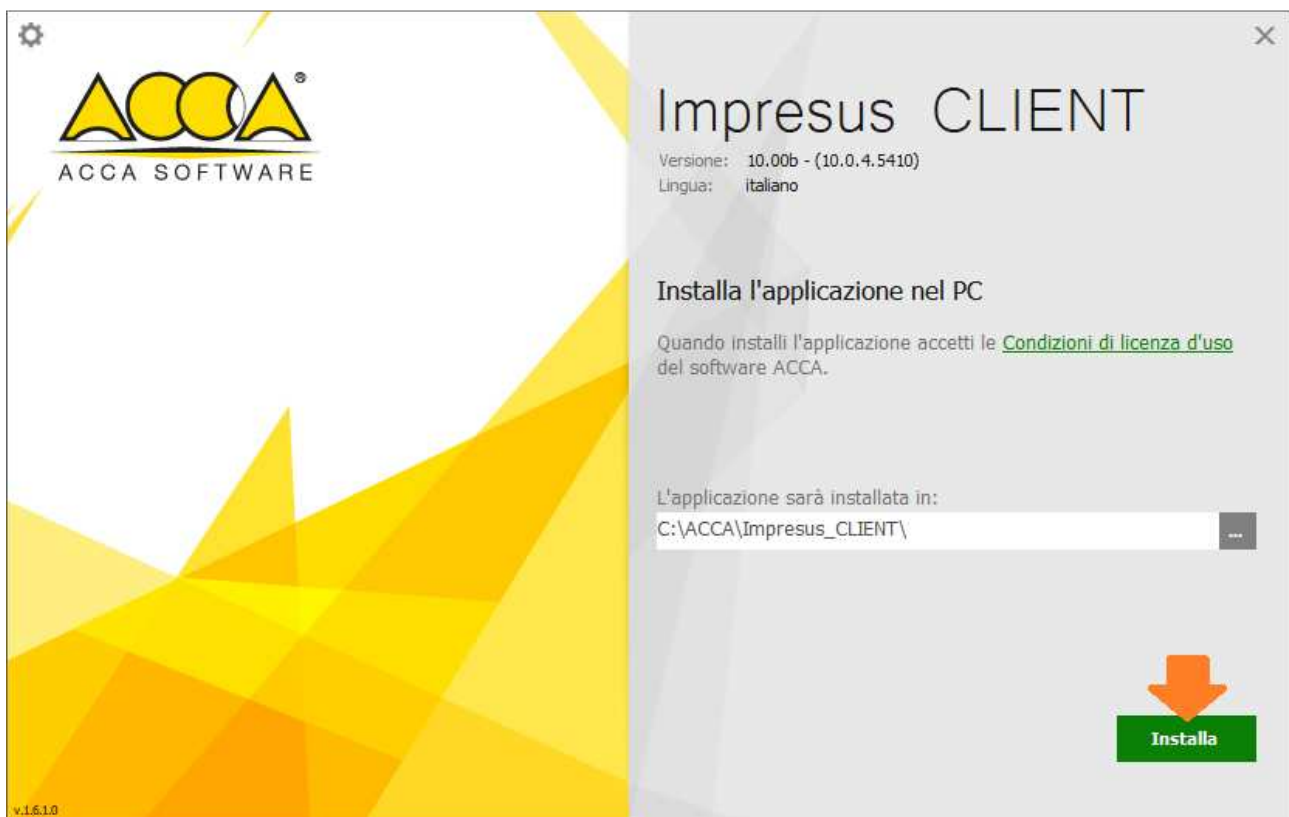 ACCA®
ACCA SOFTWARE
Impresus CLIENT
Versione: 10.00b - (10.0.4.5410)
Lingua: italiano
Installa l'applicazione nel PC
Quando installi l'applicazione accetti le Condizioni di licenza d'uso
del software ACCA.
L'applicazione sarà installata in:
C:\ACCA\Impresus_CLIENT\
...
Installa
v.1.6.1.0